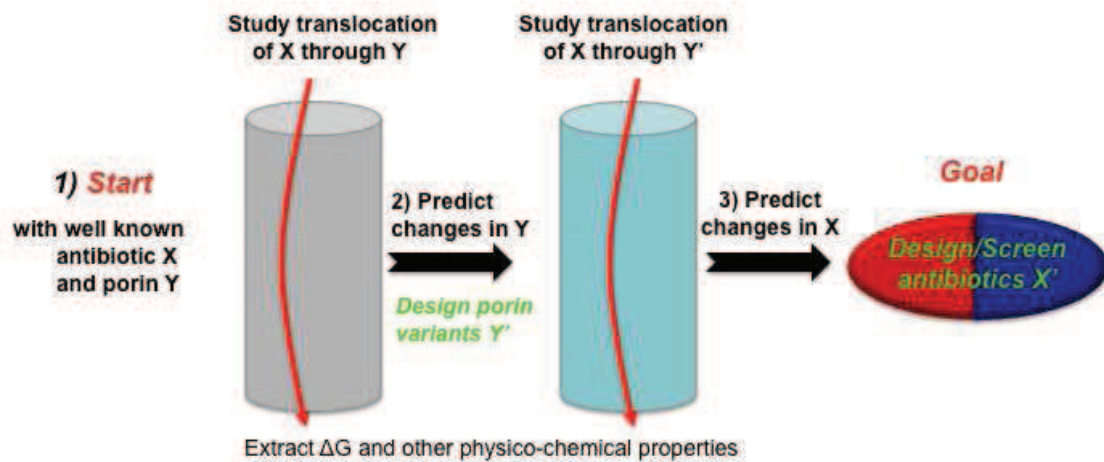 Study translocation
of X through Y
Study translocation
of X through Y’
1) Start
with well known
antibiotic X
and porin Y
2) Predict
changes in Y
Design porin
variants Y’
3) Predict
changes in X
Goal
Design/Screen
antibiotics X’
Extract ΔG and other physico-chemical properties